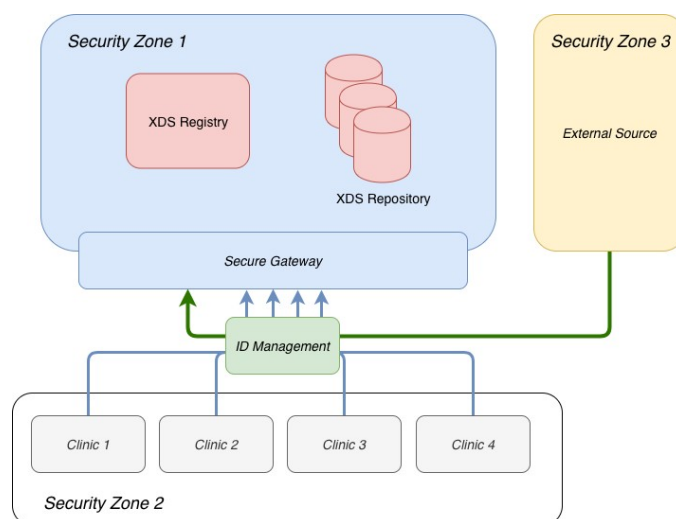 Security Zone 1
Security Zone 3
XDS Registry
External Source
XDS Repository
Secure Gateway
ID Management
Clinic 1
Clinic 2
Clinic 3
Clinic 4
Security Zone 2